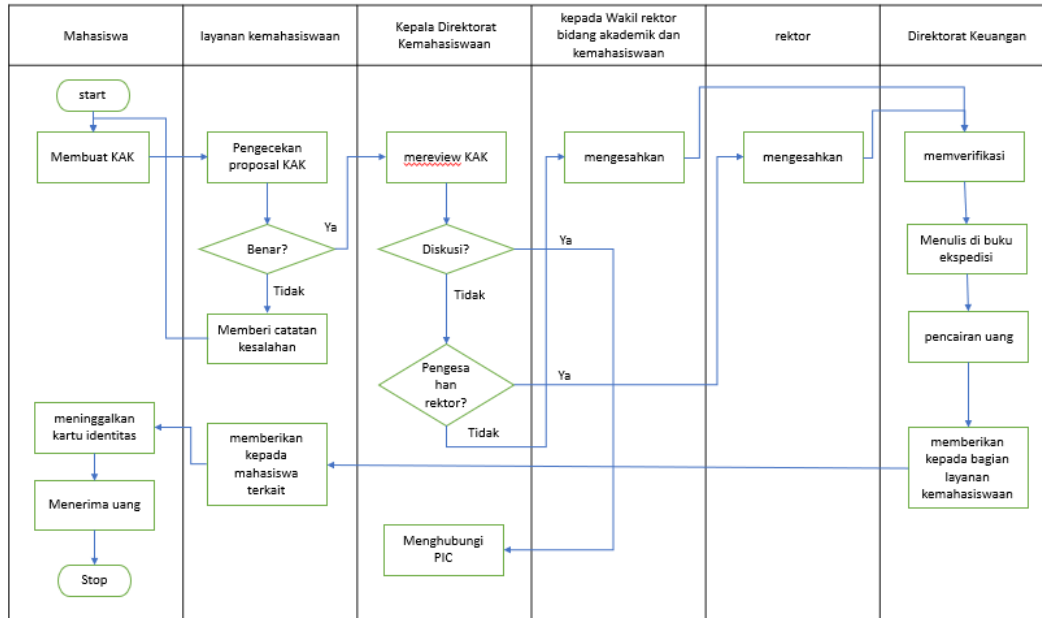 Mahasiswa
layanan kemahasiswaan
Kepala Direktorat
Kemahasiswaan
kepada Wakil rektor
bidang akademik dan
kemahasiswaan
rektor
Direktorat Keuangan
start
Membuat KAK
Pengecekan
proposal KAK
mereview KAK
mengesahkan
mengesahkan
memverifikasi
Ya
Benar?
Diskusi?
Ya
Menulis di buku
ekspedisi
Tidak
Tidak
Memberi catatan
kesalahan
pencairan uang
Pengesa
han
rektor?
Ya
Tidak
meninggalkan
kartu identitas
memberikan
kepada
mahasiswa
terkait
memberikan
kepada bagian
layanan
kemahasiswaan
Menerima uang
Menghubungi
PIC
Stop